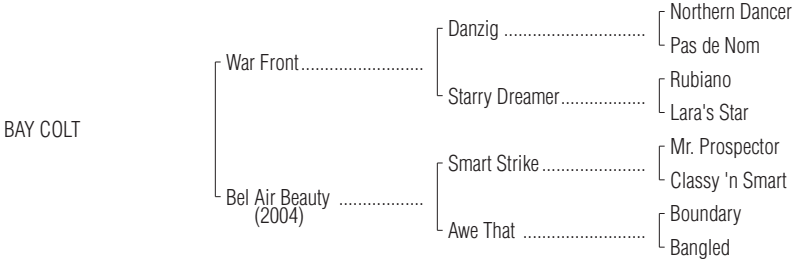 Northern Dancer
Danzig ..............................
Pas de Nom
War Front..........................
Rubiano
Starry Dreamer..................
Lara's Star
BAY COLT
Mr. Prospector
Smart Strike......................
Classy 'n Smart
Bel Air Beauty ..................
(2004)
Boundary
Awe That ..........................
Bangled